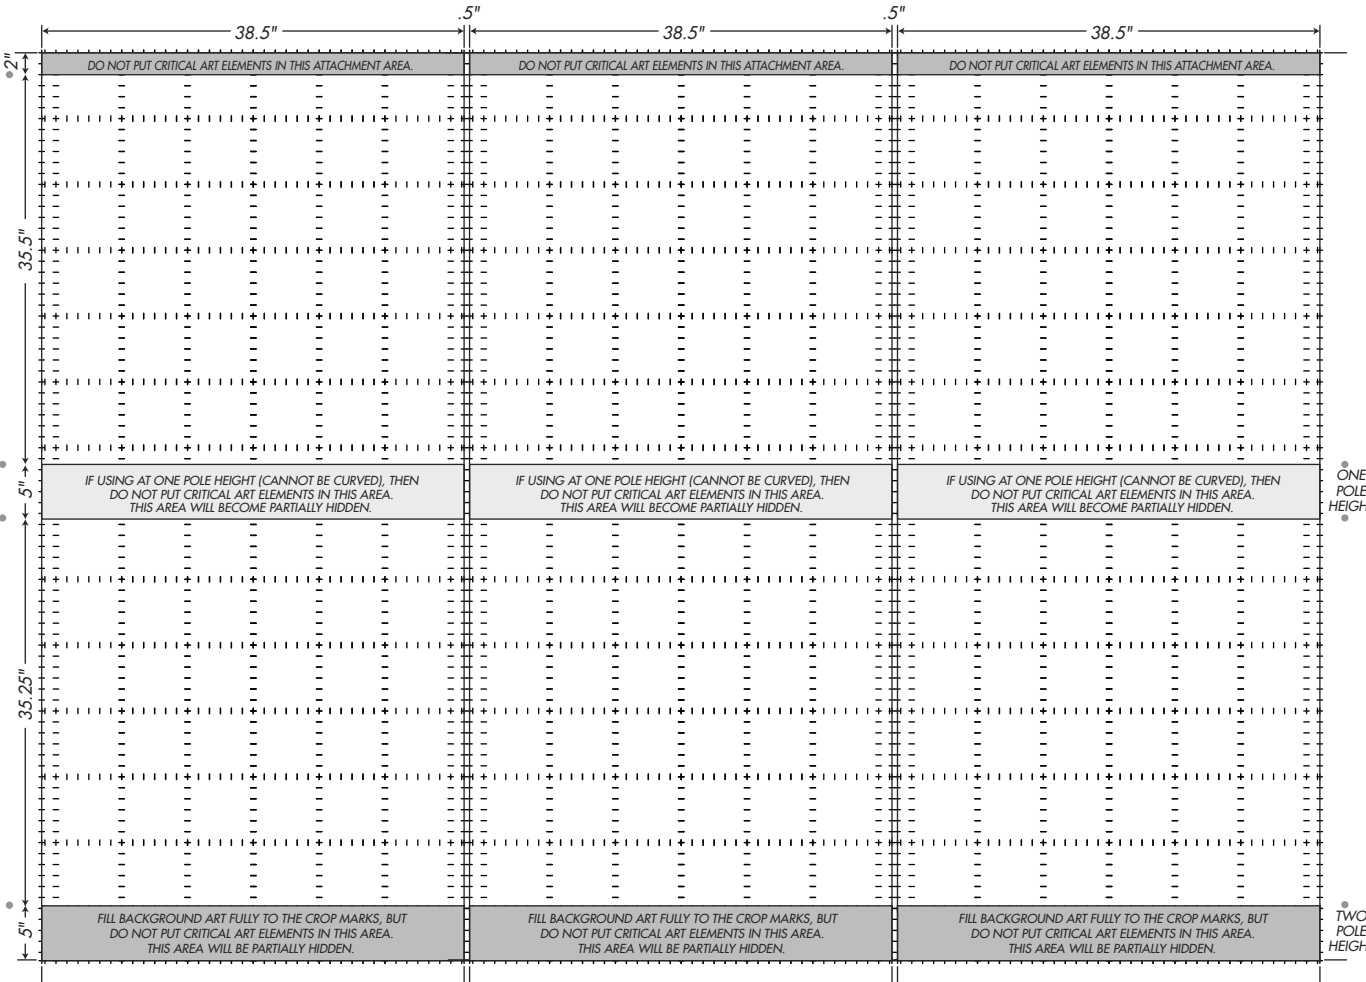 .5"
.5"
38.5"
38.5"
38.5"
2"
DO NOT PUT CRITICAL ART ELEMENTS IN THIS ATTACHMENT AREA.
DO NOT PUT CRITICAL ART ELEMENTS IN THIS ATTACHMENT AREA.
DO NOT PUT CRITICAL ART ELEMENTS IN THIS ATTACHMENT AREA.
35.5"
5"
IF USING AT ONE POLE HEIGHT (CANNOT BE CURVED), THEN
DO NOT PUT CRITICAL ART ELEMENTS IN THIS AREA.
THIS AREA WILL BECOME PARTIALLY HIDDEN.
IF USING AT ONE POLE HEIGHT (CANNOT BE CURVED), THEN
DO NOT PUT CRITICAL ART ELEMENTS IN THIS AREA.
THIS AREA WILL BECOME PARTIALLY HIDDEN.
IF USING AT ONE POLE HEIGHT (CANNOT BE CURVED), THEN
DO NOT PUT CRITICAL ART ELEMENTS IN THIS AREA.
THIS AREA WILL BECOME PARTIALLY HIDDEN.
ONE
POLE
HEIGH
35.25"
5"
FILL BACKGROUND ART FULLY TO THE CROP MARKS, BUT
DO NOT PUT CRITICAL ART ELEMENTS IN THIS AREA.
THIS AREA WILL BE PARTIALLY HIDDEN.
FILL BACKGROUND ART FULLY TO THE CROP MARKS, BUT
DO NOT PUT CRITICAL ART ELEMENTS IN THIS AREA.
THIS AREA WILL BE PARTIALLY HIDDEN.
FILL BACKGROUND ART FULLY TO THE CROP MARKS, BUT
DO NOT PUT CRITICAL ART ELEMENTS IN THIS AREA.
THIS AREA WILL BE PARTIALLY HIDDEN.
TWO
POLE
HEIGH